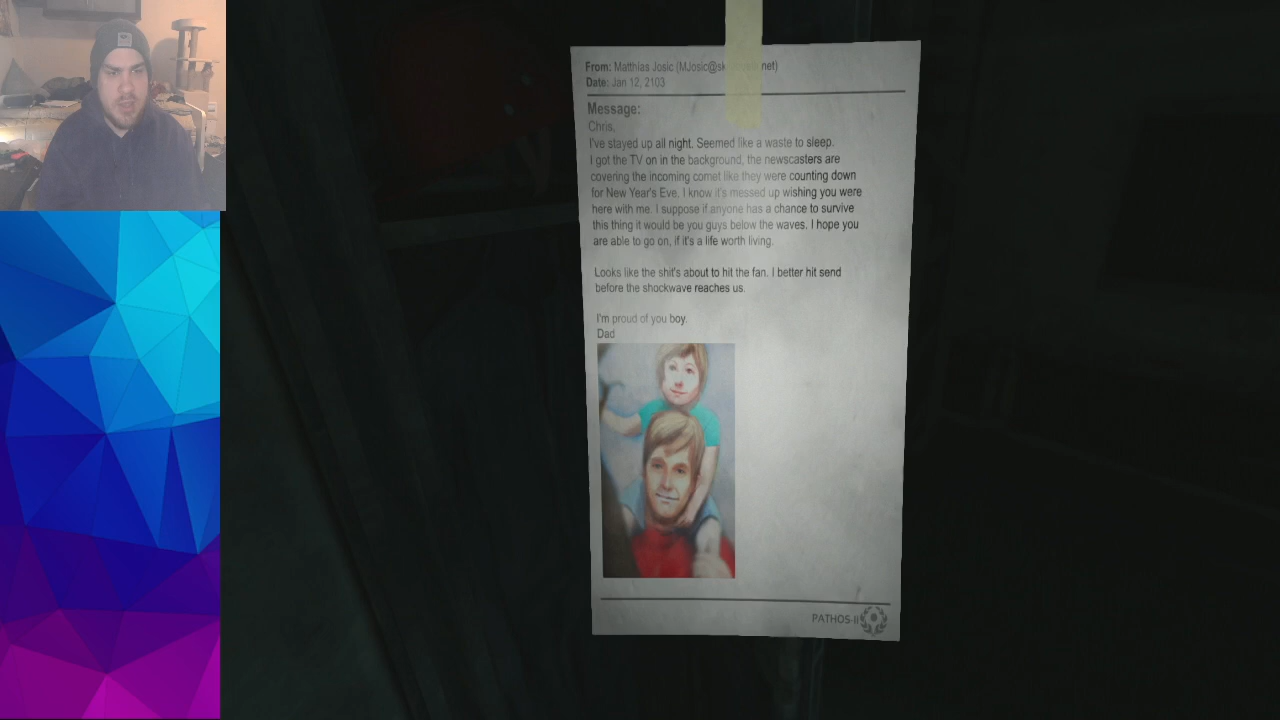 From: Matthias Josic (MJosic@sk net)
Date: Jan 12, 2103
Message:
Chris,
I've stayed up all night. Seemed like a waste to sleep.
I got the TV on in the background, the newscasters are
covering the incoming comet like they were counting down
for New Year's Eve. I know it's messed up wishing you were
here with me. I suppose if anyone has a chance to survive
this thing it would be you guys below the waves. I hope you
are able to go on, if it's a life worth living.
Looks like the shit's about to hit the fan. I better hit send
before the shockwave reaches us.
I'm proud of you boy.
Dad
PATHOS-II